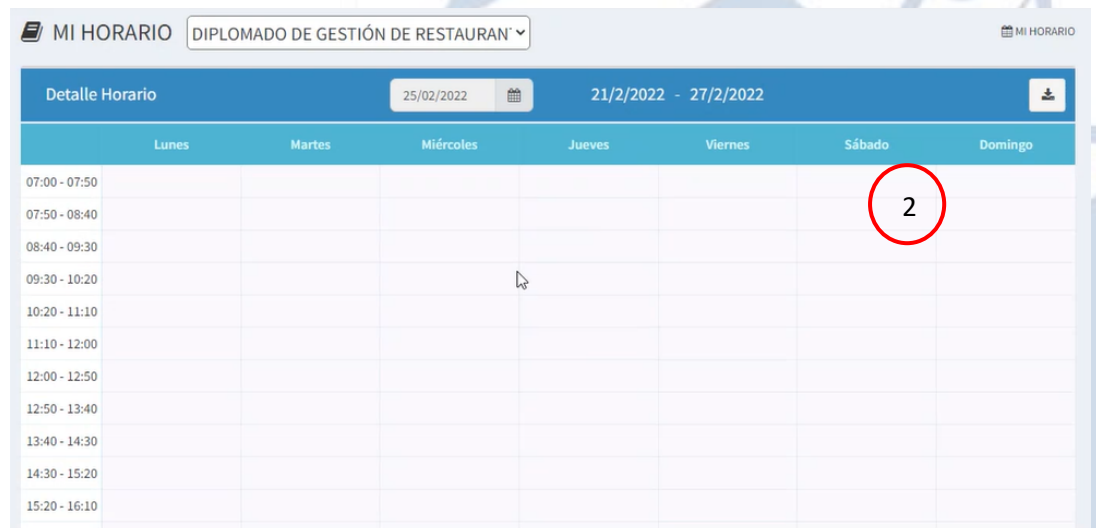 MI HORARIO DIPLOMADO DE GESTIÓN DE RESTAURAN MI HORARIO
Detalle Horario 25/02/2022 21/2/2022 - 27/2/2022
Lunes Martes Miércoles Jueves Viernes Sábado Domingo
07:00 - 07:50
2
07:50 - 08:40
08:40 - 09:30
09:30 - 10:20
10:20 - 11:10
11:10 - 12:00
12:00 - 12:50
12:50 - 13:40
13:40 - 14:30
14:30 - 15:20
15:20 - 16:10